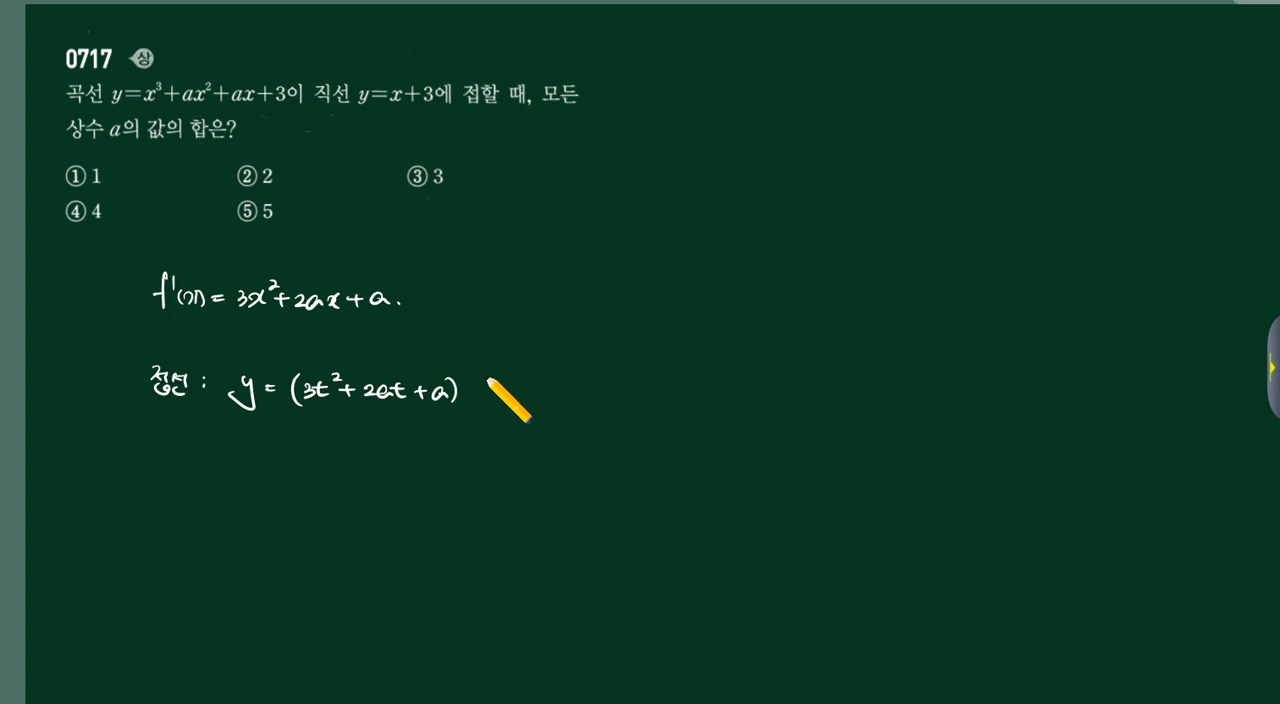 0717 상
곡선 y=x³+ax²+ax+3이 직선 y=x+3에 접할 때, 모든
상수 a의 값의 합은?
① 1 ② 2 ③ 3
④ 4 ⑤ 5
f'(x) = 3x²+2ax+a.
접선 : y = (3t²+2at+a)